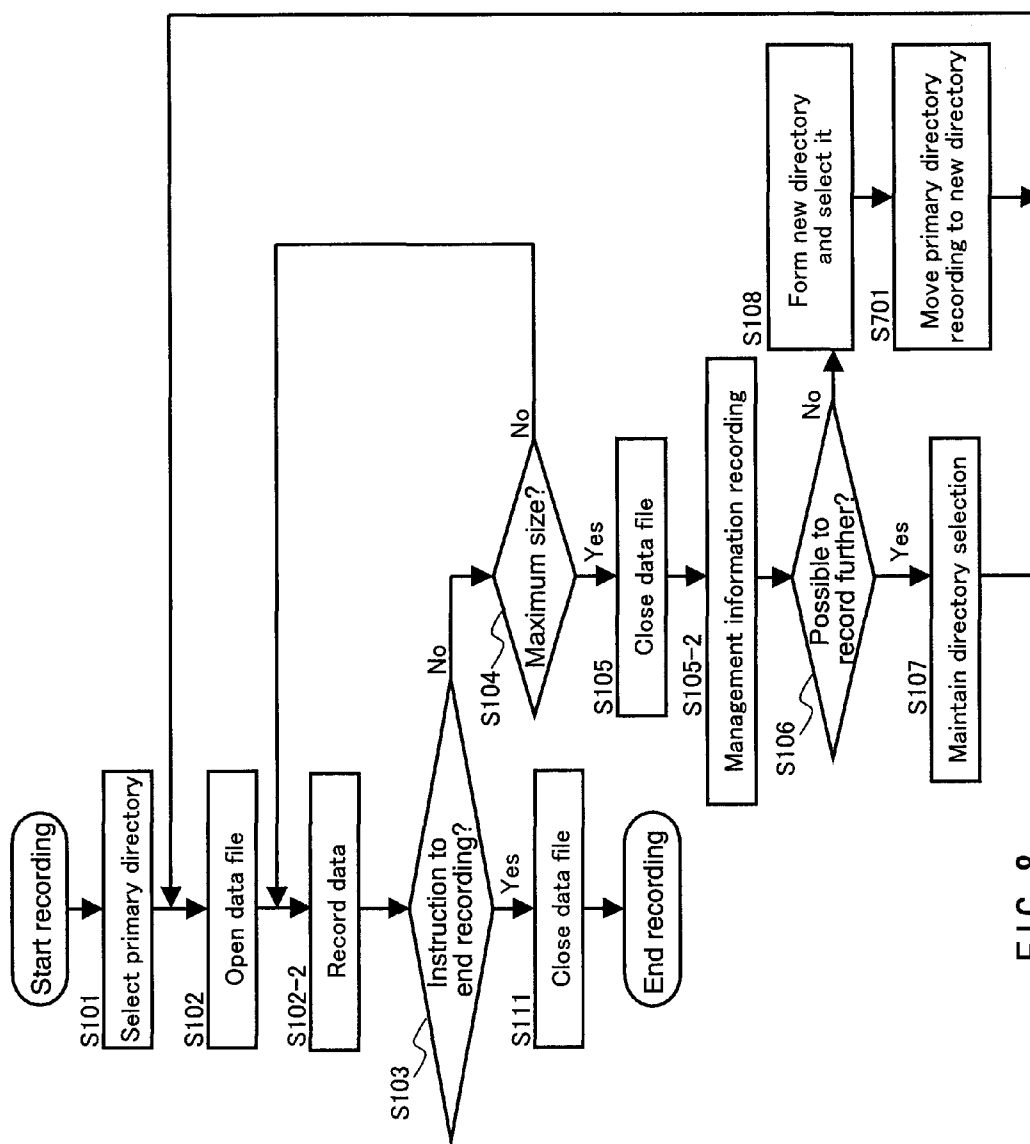 Start recording
S101
Select primary directory
S102
Open data file
S102-2
Record data
S103
Instruction to
end recording?
Yes
No
S111
Close data file
End recording
S104
Maximum size?
No
Yes
S105
Close data file
S105-2
Management information recording
S106
Possible to
record further?
No
Yes
S107
Maintain directory selection
S108
Form new directory
and select it
S701
Move primary directory
recording to new directory
FIG. 8